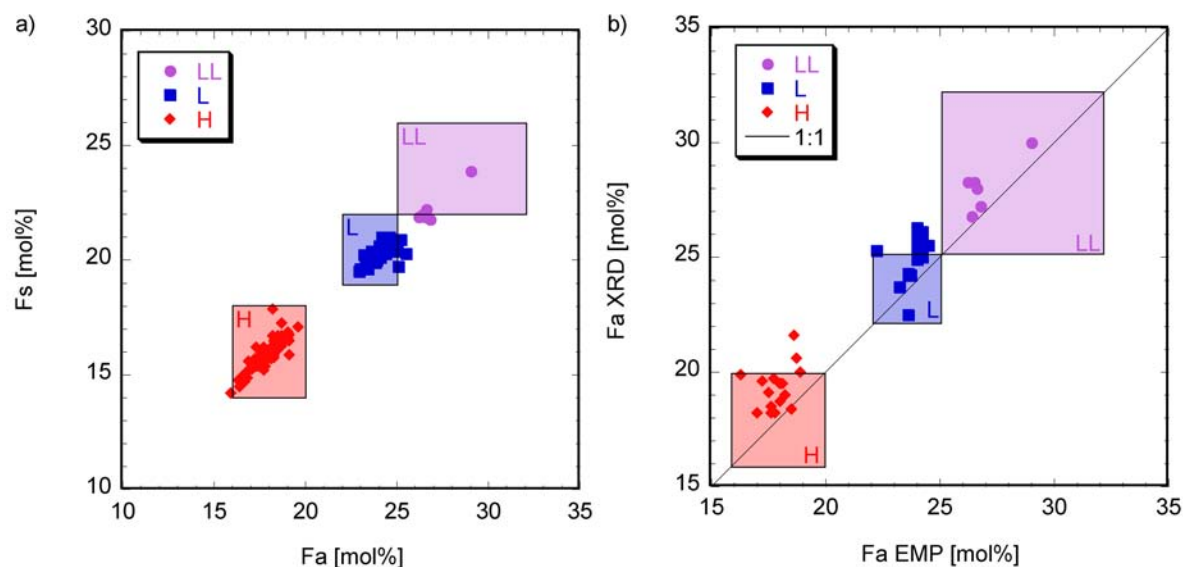 a)
30
25
20
15
10
Fs [mol%]
LL
L
H
LL
L
H
10 15 20 25 30 35
Fa [mol%]
b)
35
30
25
20
15
Fa XRD [mol%]
LL
L
H
1:1
LL
L
H
15 20 25 30 35
Fa EMP [mol%]